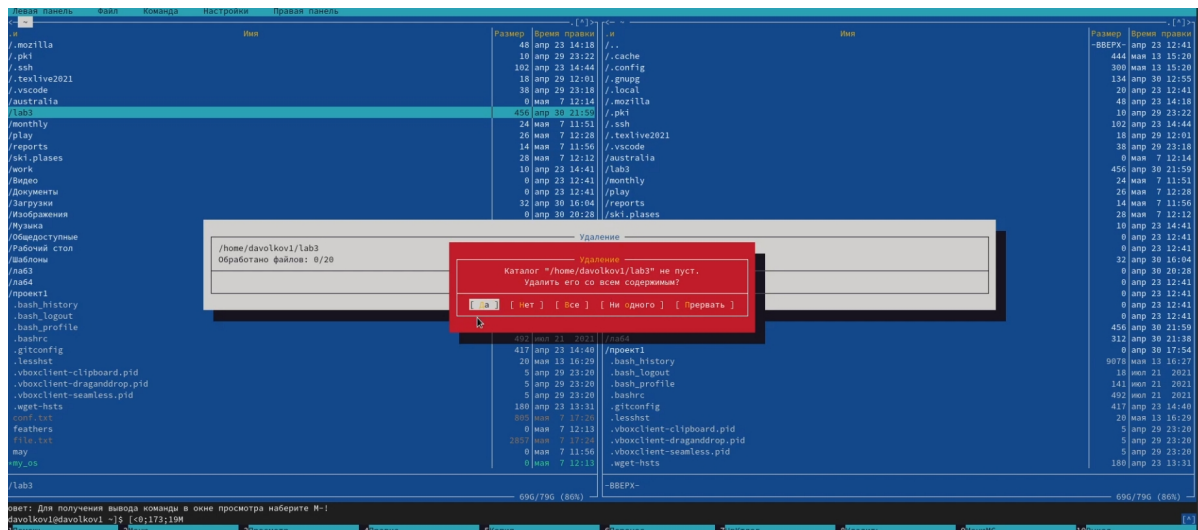 Левая панель Файл Команда Настройки Правая панель
<─ ~ .[^]>
.и Имя Размер Время правки
/.mozilla 48 апр 23 14:18
/.pki 10 апр 29 23:22
/.ssh 102 апр 23 14:44
/.texlive2021 18 апр 29 12:01
/.vscode 38 апр 29 23:18
/australia 0 мая 7 12:14
/lab3 456 апр 30 21:59
/monthly 24 мая 7 11:51
/play 26 мая 7 12:28
/reports 14 мая 7 11:56
/ski.plases 28 мая 7 12:12
/work 10 апр 23 14:41
/Видео 0 апр 23 12:41
/Документы 0 апр 23 12:41
/Загрузки 32 апр 30 16:04
/Изображения 0 апр 30 20:28
/Музыка
/Общедоступные
/Рабочий стол
/Шаблоны
/ла63
/ла64
/проект1
.bash_history
.bash_logout
.bash_profile
.bashrc 492 июл 21 2021
.gitconfig 417 апр 23 14:40
.lesshst 20 мая 13 16:29
.vboxclient-clipboard.pid 5 апр 29 23:20
.vboxclient-draganddrop.pid 5 апр 29 23:20
.vboxclient-seamless.pid 5 апр 29 23:20
.wget-hsts 180 апр 23 13:31
conf.txt 805 мая 7 17:26
feathers 0 мая 7 12:13
file.txt 2857 мая 7 17:24
may 0 мая 7 11:56
*my_os 0 мая 7 12:13
/lab3
69G/79G (86%)
<─ ~ .[^]>
.и Имя Размер Время правки
/.. -ВВЕРХ- апр 23 12:41
/.cache 444 мая 13 15:20
/.config 300 мая 13 15:20
/.gnupg 134 апр 30 12:55
/.local 20 апр 23 12:41
/.mozilla 48 апр 23 14:18
/.pki 10 апр 29 23:22
/.ssh 102 апр 23 14:44
/.texlive2021 18 апр 29 12:01
/.vscode 38 апр 29 23:18
/australia 0 мая 7 12:14
/lab3 456 апр 30 21:59
/monthly 24 мая 7 11:51
/play 26 мая 7 12:28
/reports 14 мая 7 11:56
/ski.plases 28 мая 7 12:12
10 апр 23 14:41
0 апр 23 12:41
0 апр 23 12:41
32 апр 30 16:04
0 апр 30 20:28
0 апр 23 12:41
0 апр 23 12:41
0 апр 23 12:41
0 апр 23 12:41
456 апр 30 21:59
/ла64 312 апр 30 21:38
/проект1 0 апр 30 17:54
.bash_history 9078 мая 13 16:27
.bash_logout 18 июл 21 2021
.bash_profile 141 июл 21 2021
.bashrc 492 июл 21 2021
.gitconfig 417 апр 23 14:40
.lesshst 20 мая 13 16:29
.vboxclient-clipboard.pid 5 апр 29 23:20
.vboxclient-draganddrop.pid 5 апр 29 23:20
.vboxclient-seamless.pid 5 апр 29 23:20
.wget-hsts 180 апр 23 13:31
-ВВЕРХ-
69G/79G (86%)
Удаление
/home/davolkov1/lab3
Обработано файлов: 0/20
Удаление
Каталог "/home/davolkov1/lab3" не пуст.
Удалить его со всем содержимым?
[ Да ] [ Нет ] [ Все ] [ Ни одного ] [ Прервать ]
овет: Для получения вывода команды в окне просмотра наберите M-!
davolkov1@davolkov1 ~]$ [<0;173;19M [^]